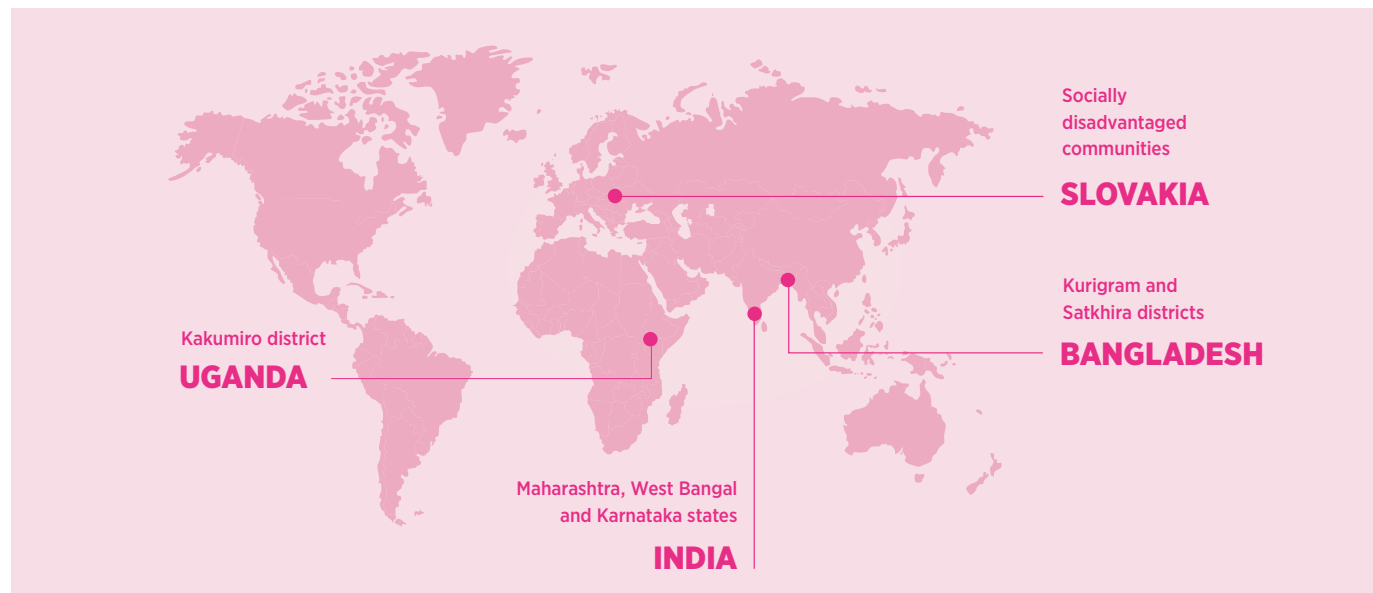 Socially
disadvantaged
communities
SLOVAKIA
Kurigram and
Satkhira districts
BANGLADESH
Kakumiro district
UGANDA
Maharashtra, West Bangal
and Karnataka states
INDIA